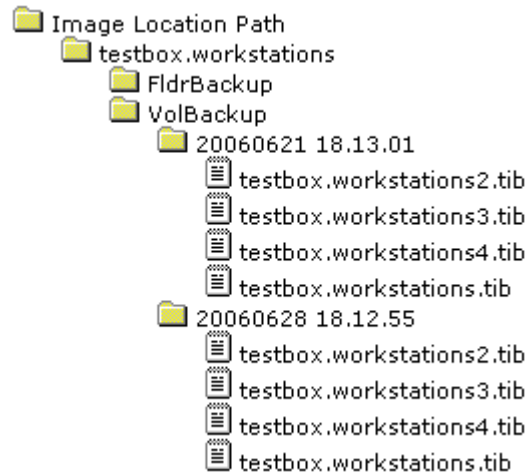 Image Location Path
testbox.workstations
FldrBackup
VolBackup
20060621 18.13.01
testbox.workstations2.tib
testbox.workstations3.tib
testbox.workstations4.tib
testbox.workstations.tib
20060628 18.12.55
testbox.workstations2.tib
testbox.workstations3.tib
testbox.workstations4.tib
testbox.workstations.tib